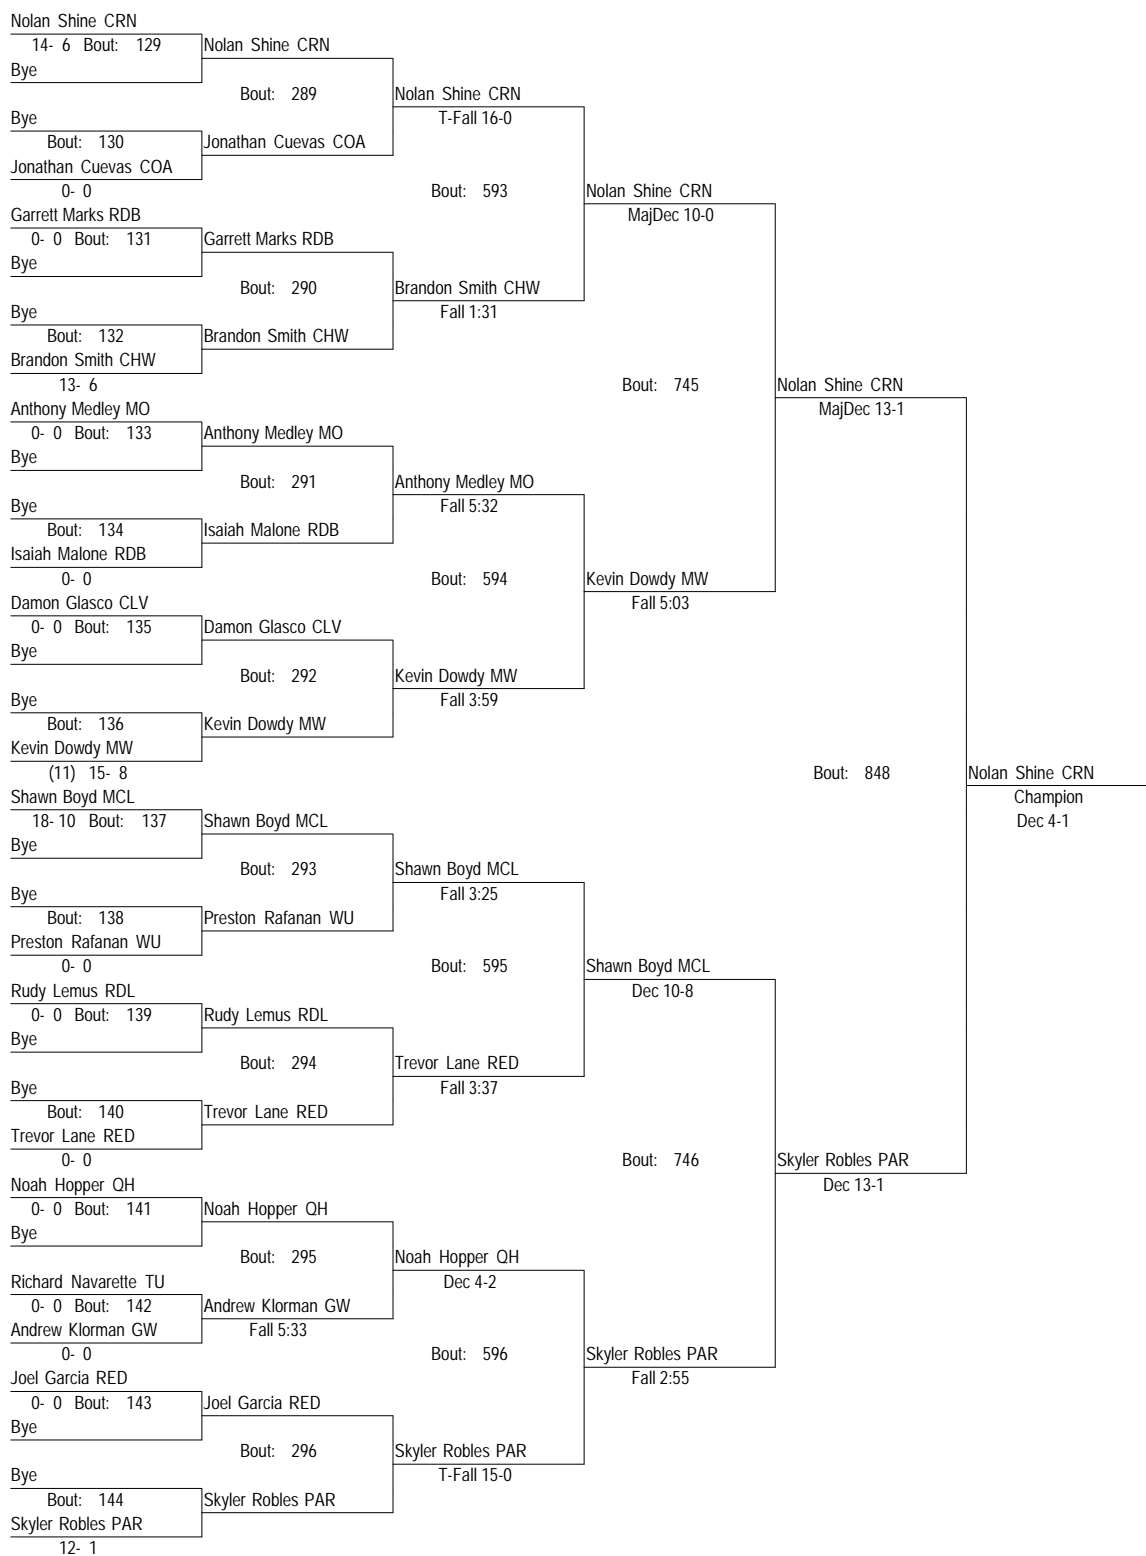 Nolan Shine CRN
14- 6 Bout: 129
Nolan Shine CRN
Bye
Bout: 289
Nolan Shine CRN
Bye
T-Fall 16-0
Bout: 130
Jonathan Cuevas COA
Jonathan Cuevas COA
0- 0
Bout: 593
Nolan Shine CRN
Garrett Marks RDB
MajDec 10-0
0- 0 Bout: 131
Garrett Marks RDB
Bye
Bout: 290
Brandon Smith CHW
Bye
Fall 1:31
Bout: 132
Brandon Smith CHW
Brandon Smith CHW
13- 6
Bout: 745
Nolan Shine CRN
Anthony Medley MO
MajDec 13-1
0- 0 Bout: 133
Anthony Medley MO
Bye
Bout: 291
Anthony Medley MO
Bye
Fall 5:32
Bout: 134
Isaiah Malone RDB
Isaiah Malone RDB
0- 0
Bout: 594
Kevin Dowdy MW
Damon Glasco CLV
Fall 5:03
0- 0 Bout: 135
Damon Glasco CLV
Bye
Bout: 292
Kevin Dowdy MW
Bye
Fall 3:59
Bout: 136
Kevin Dowdy MW
Kevin Dowdy MW
(11) 15- 8
Bout: 848
Nolan Shine CRN
Shawn Boyd MCL
Champion
18- 10 Bout: 137
Shawn Boyd MCL
Dec 4-1
Bye
Bout: 293
Shawn Boyd MCL
Bye
Fall 3:25
Bout: 138
Preston Rafanan WU
Preston Rafanan WU
0- 0
Bout: 595
Shawn Boyd MCL
Rudy Lemus RDL
Dec 10-8
0- 0 Bout: 139
Rudy Lemus RDL
Bye
Bout: 294
Trevor Lane RED
Bye
Fall 3:37
Bout: 140
Trevor Lane RED
Trevor Lane RED
0- 0
Bout: 746
Skyler Robles PAR
Noah Hopper QH
Dec 13-1
0- 0 Bout: 141
Noah Hopper QH
Bye
Bout: 295
Noah Hopper QH
Richard Navarette TU
Dec 4-2
0- 0 Bout: 142
Andrew Klorman GW
Andrew Klorman GW
Fall 5:33
0- 0
Bout: 596
Skyler Robles PAR
Joel Garcia RED
Fall 2:55
0- 0 Bout: 143
Joel Garcia RED
Bye
Bout: 296
Skyler Robles PAR
Bye
T-Fall 15-0
Bout: 144
Skyler Robles PAR
Skyler Robles PAR
12- 1